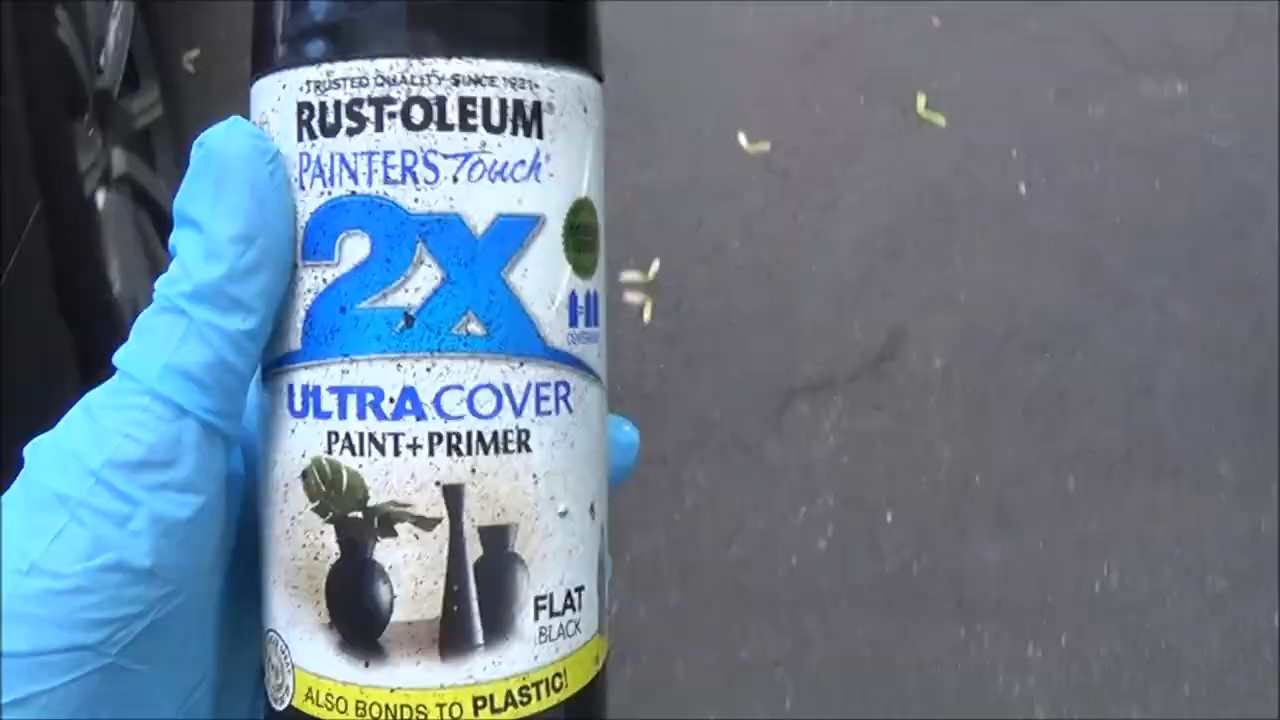 TRUSTED QUALITY SINCE 1921
RUST-OLEUM®
PAINTER'S Touch®
2X
ULTRA COVER
PAINT+PRIMER
FLAT
BLACK
ALSO BONDS TO PLASTIC!